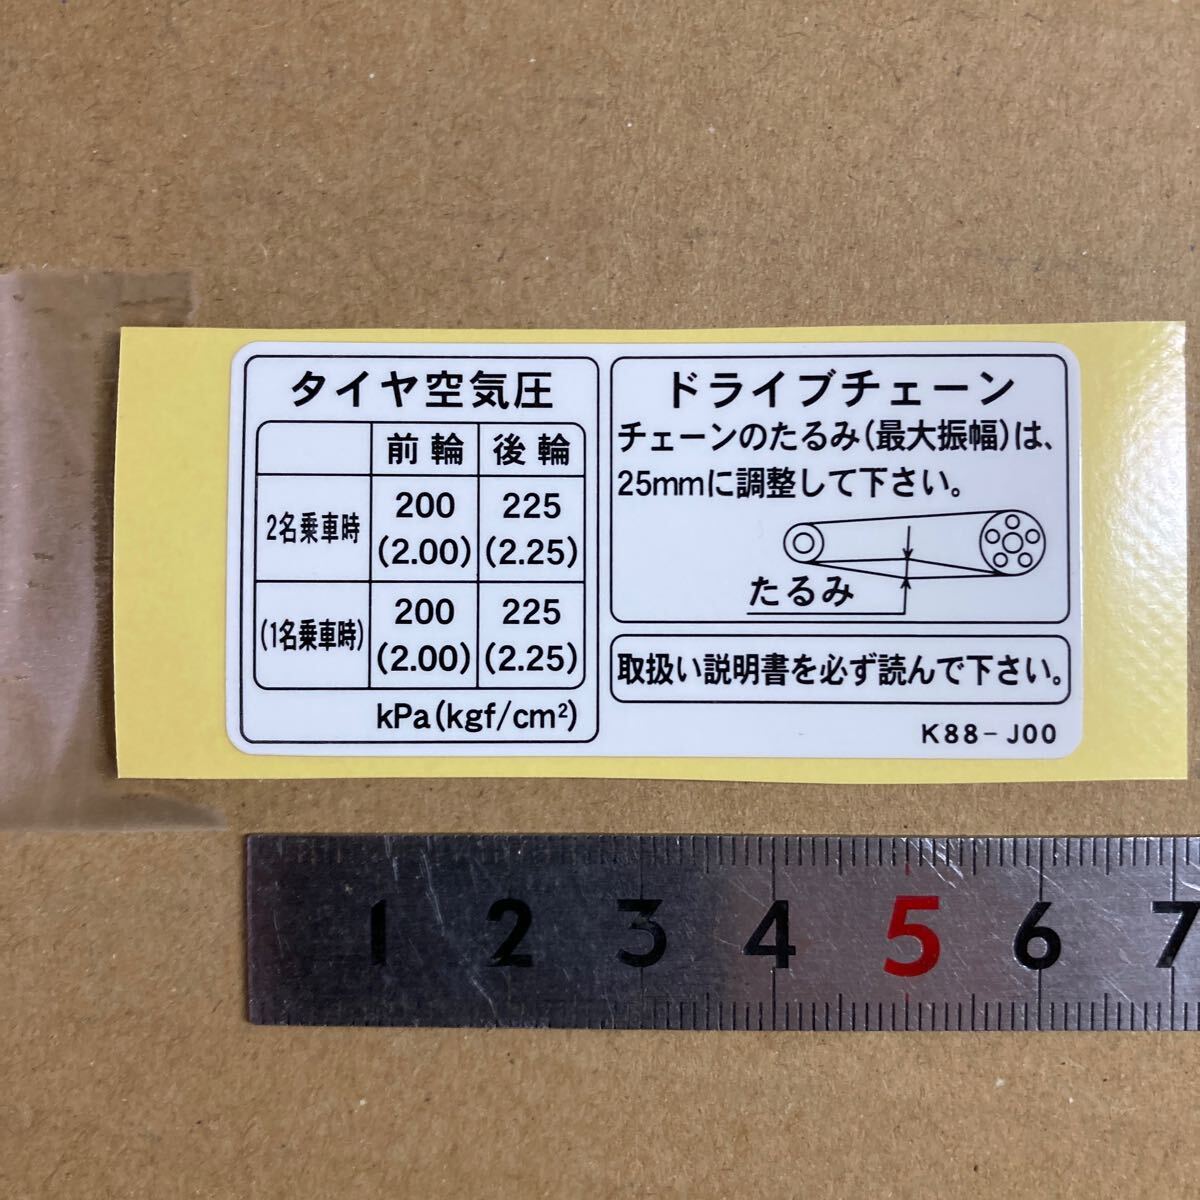 タイヤ空気圧
前輪 後輪
2名乗車時 200 (2.00) 225 (2.25)
(1名乗車時) 200 (2.00) 225 (2.25)
kPa(kgf/cm²)
ドライブチェーン
チェーンのたるみ(最大振幅)は、
25mmに調整して下さい。
たるみ
取扱い説明書を必ず読んで下さい。
K88-J00
1 2 3 4 5 6 7